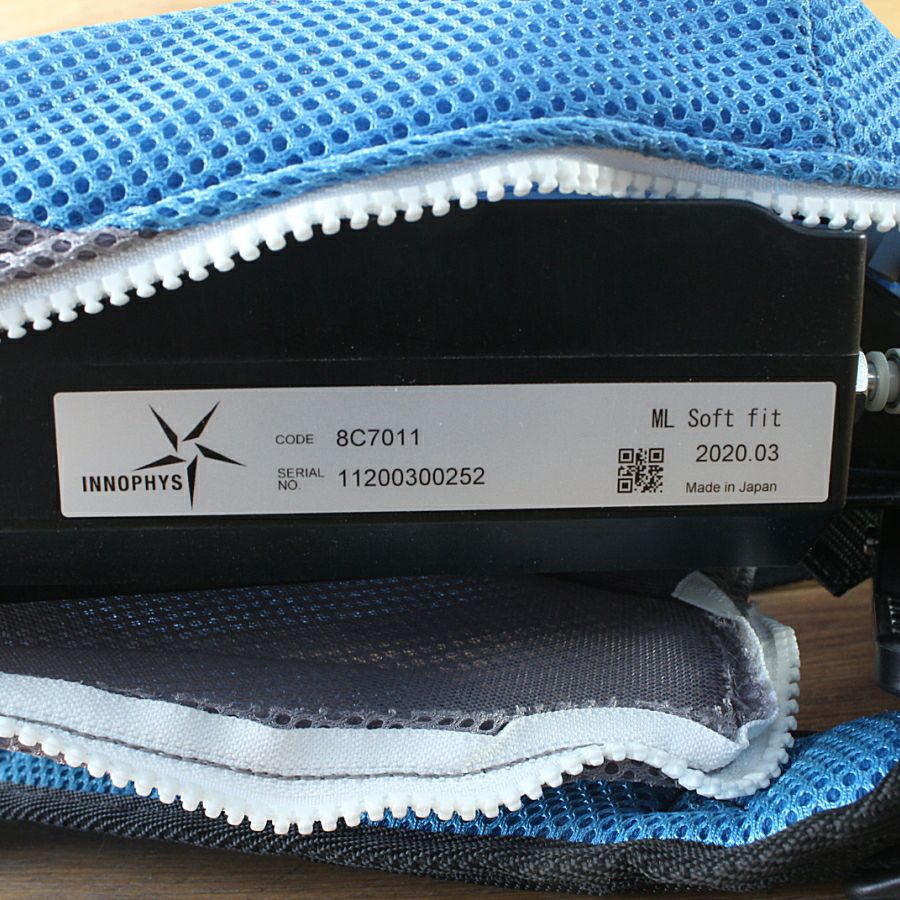 INNOPHYS
CODE 8C7011
SERIAL NO. 11200300252
ML Soft fit
2020.03
Made in Japan